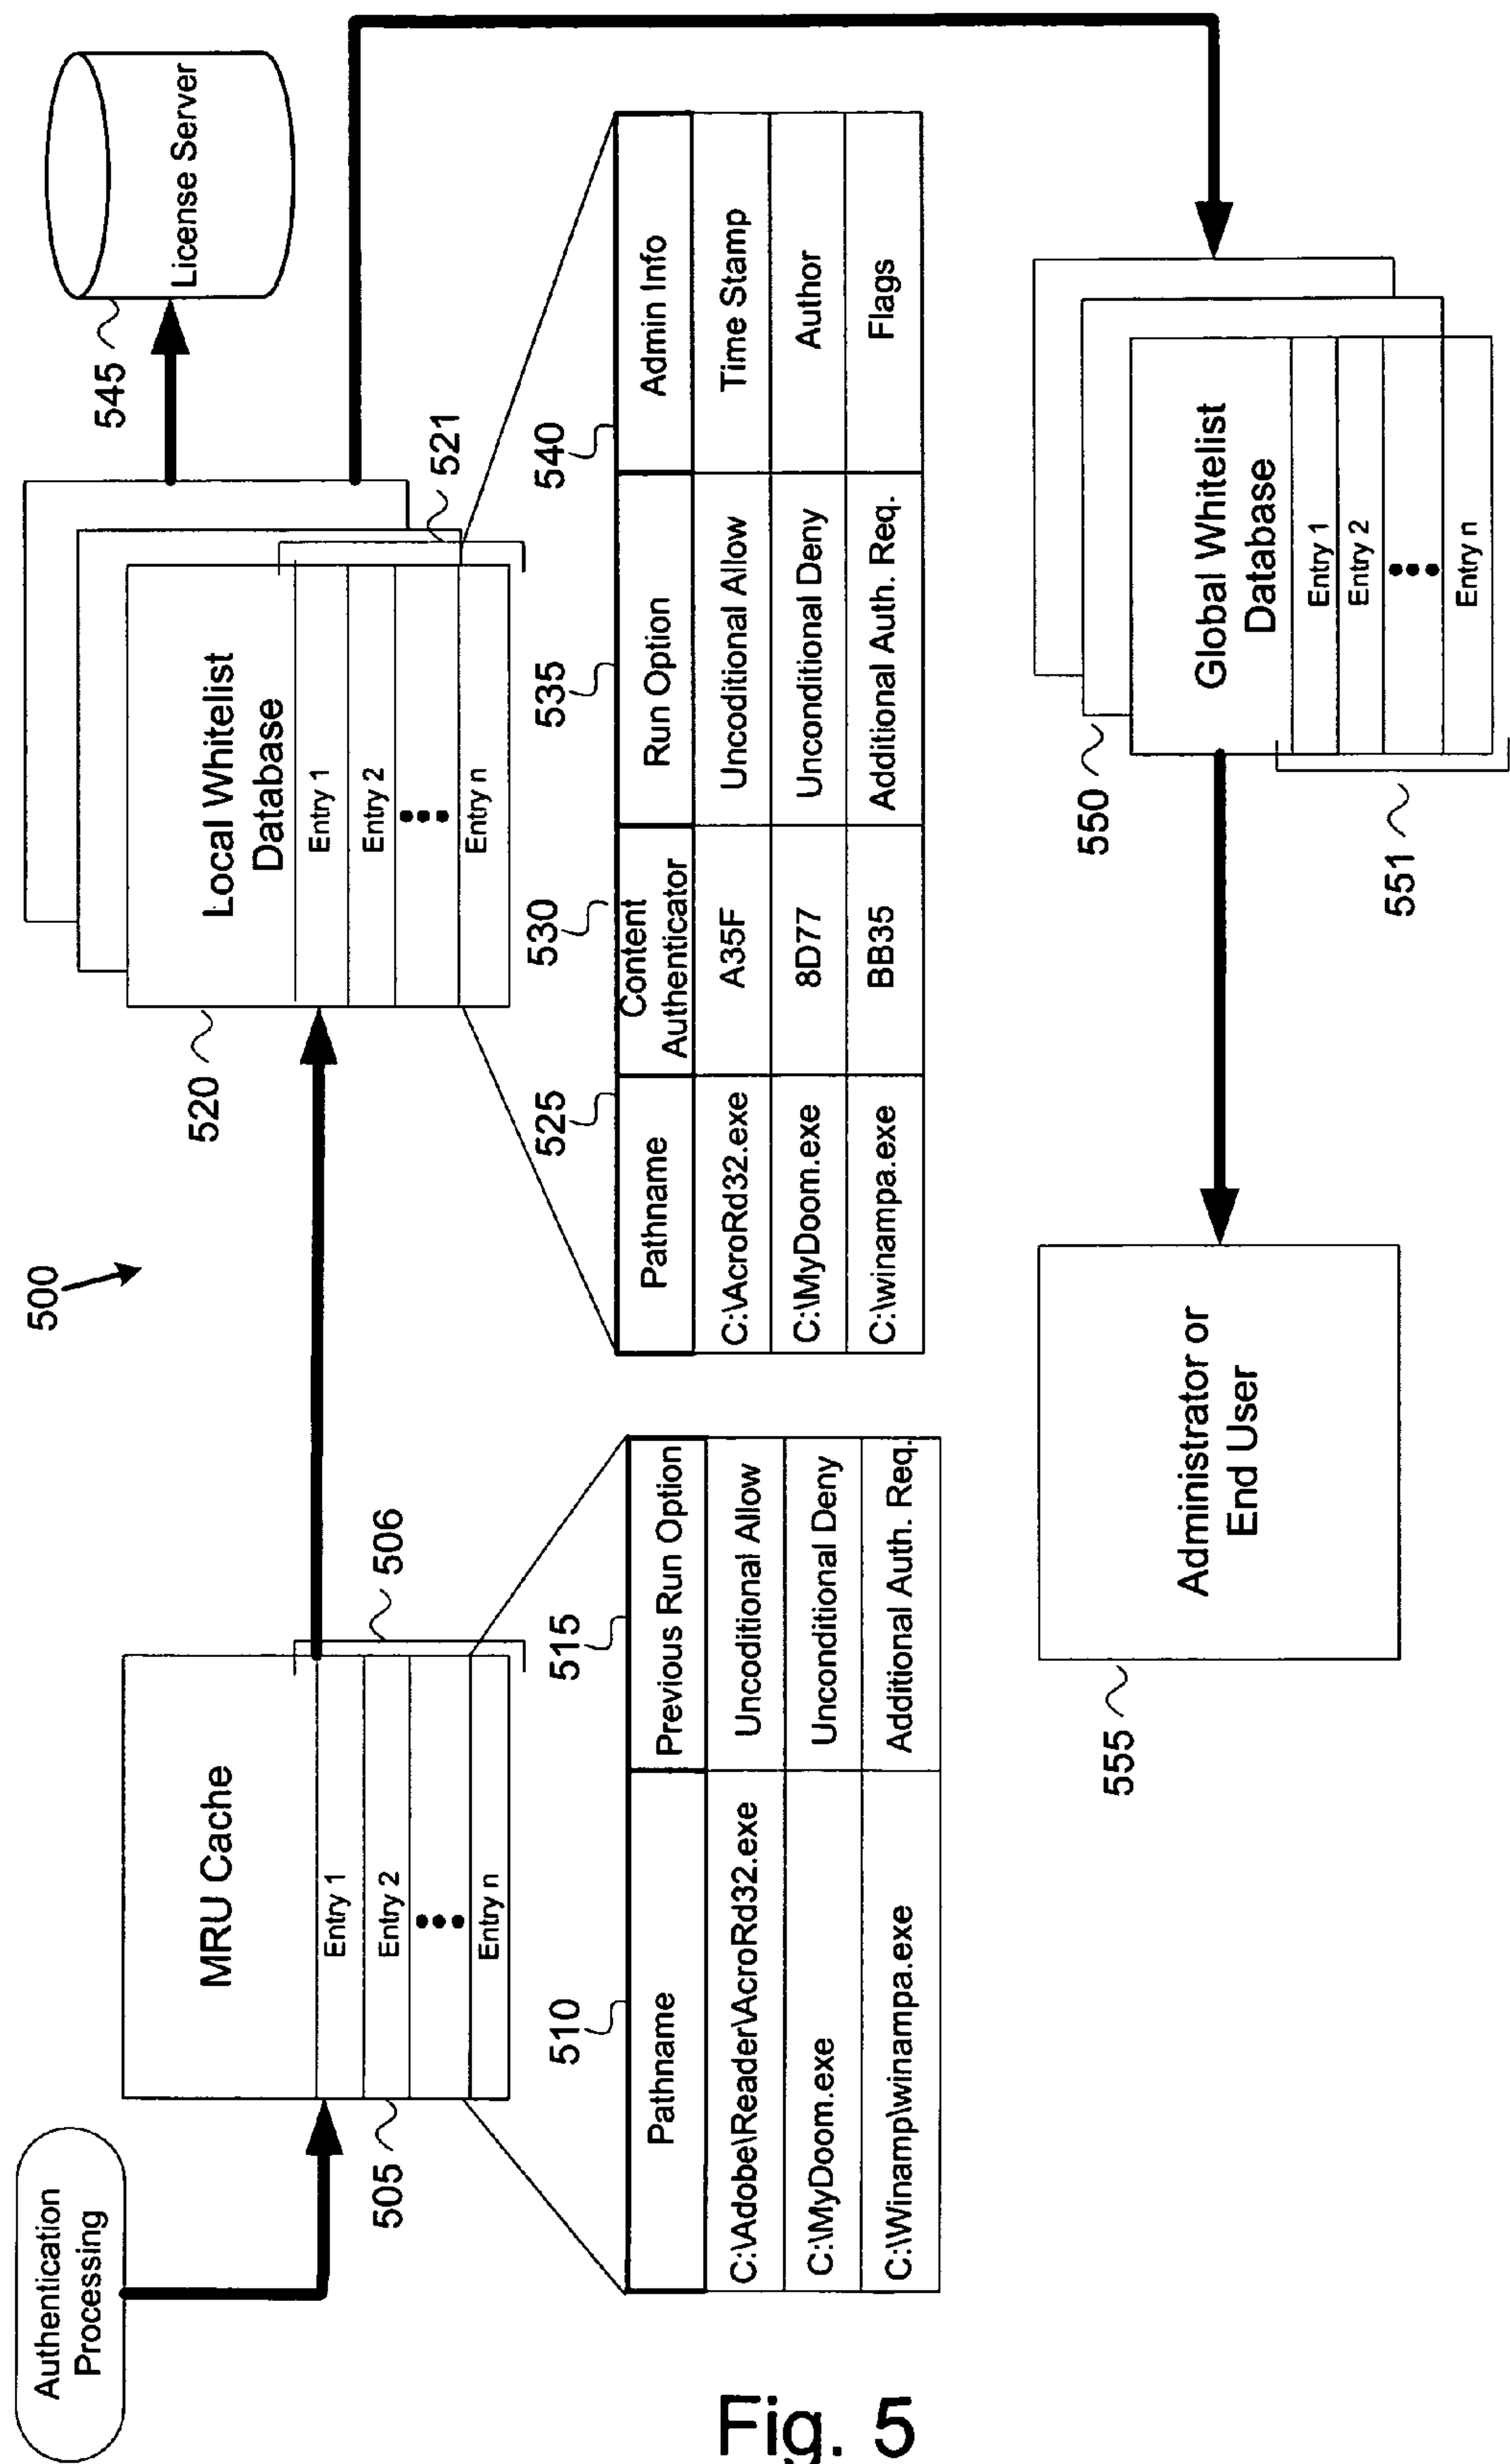 Authentication
Processing
500
MRU Cache
Entry 1
Entry 2
Entry n
505
506
510
515
Pathname
Previous Run Option
C:\Adobe\Reader\AcroRd32.exe
Uncoditional Allow
C:\MyDoom.exe
Unconditional Deny
C:\Winamp\winampa.exe
Additional Auth. Req.
Local Whitelist
Database
Entry 1
Entry 2
Entry n
520
521
License Server
545
525
530
535
540
Pathname
Content
Authenticator
Run Option
Admin Info
C:\AcroRd32.exe
A35F
Uncoditional Allow
Time Stamp
C:\MyDoom.exe
8D77
Unconditional Deny
Author
C:\winampa.exe
BB35
Additional Auth. Req.
Flags
Administrator or
End User
555
Global Whitelist
Database
Entry 1
Entry 2
Entry n
550
551
Fig. 5